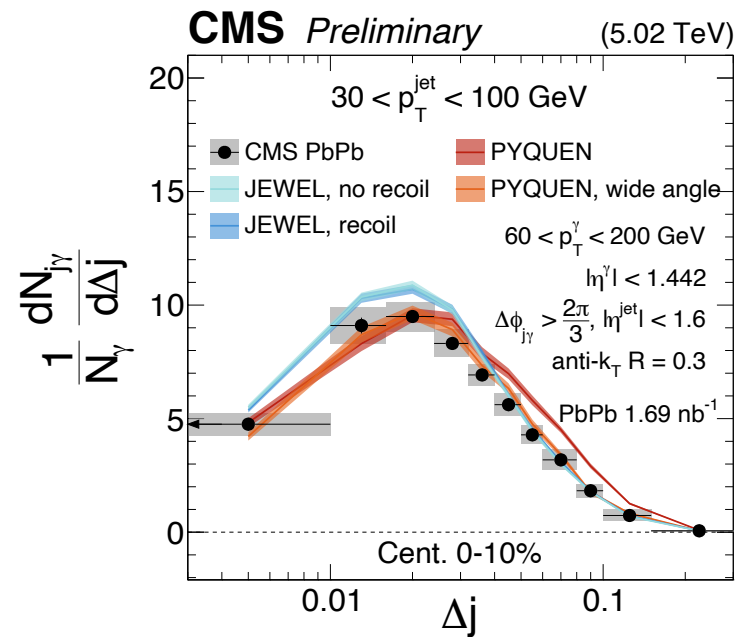 CMS Preliminary (5.02 TeV)
30 < p_T^jet < 100 GeV
CMS PbPb
JEWEL, no recoil
JEWEL, recoil
PYQUEN
PYQUEN, wide angle
60 < p_T^γ < 200 GeV
|η^γ| < 1.442
Δϕ_jγ > 2π/3, |η^jet| < 1.6
anti-k_T R = 0.3
PbPb 1.69 nb^-1
Cent. 0-10%
1/N_γ dN_jγ/dΔj
20
15
10
5
0
0.01 0.1
Δj